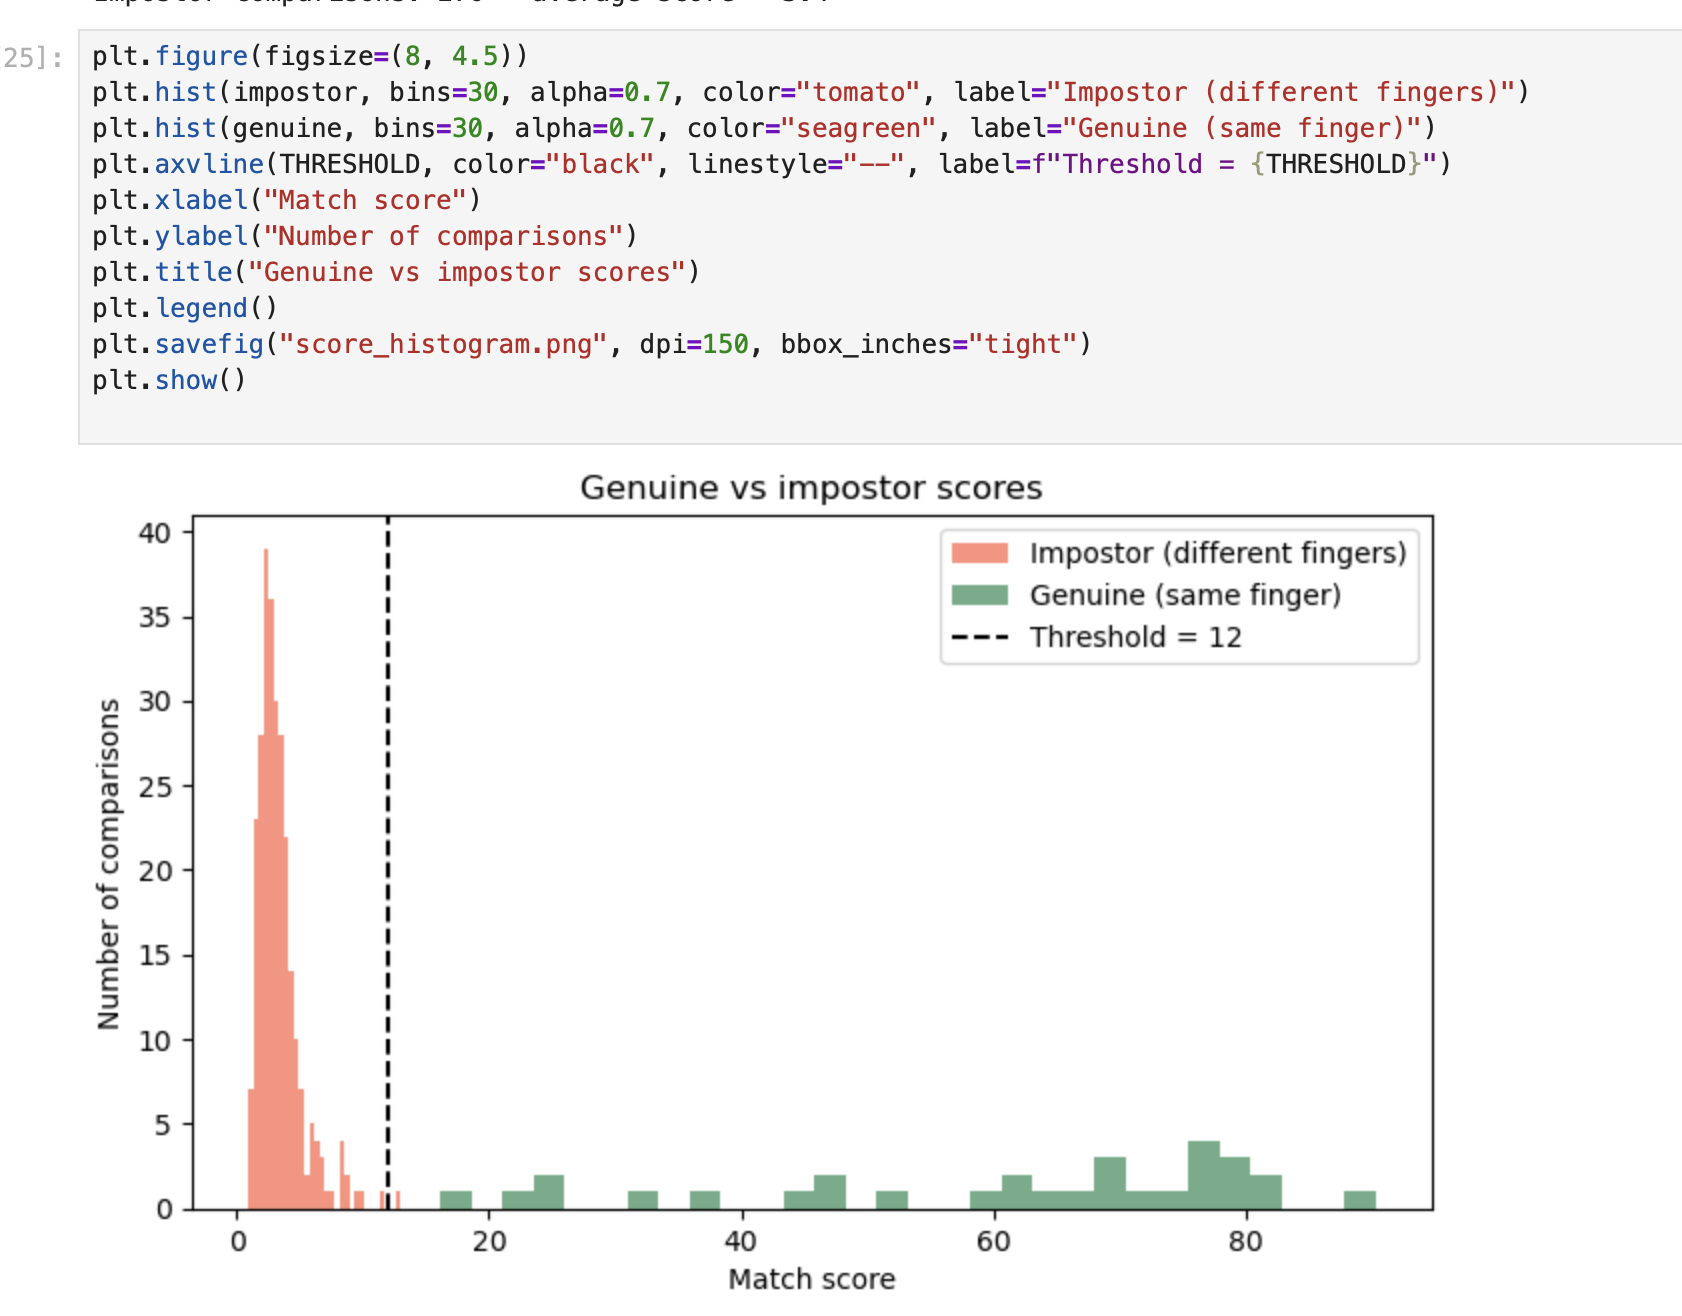 25]:
plt.figure(figsize=(8, 4.5))
plt.hist(impostor, bins=30, alpha=0.7, color="tomato", label="Impostor (different fingers)")
plt.hist(genuine, bins=30, alpha=0.7, color="seagreen", label="Genuine (same finger)")
plt.axvline(THRESHOLD, color="black", linestyle="--", label=f"Threshold = {THRESHOLD}")
plt.xlabel("Match score")
plt.ylabel("Number of comparisons")
plt.title("Genuine vs impostor scores")
plt.legend()
plt.savefig("score_histogram.png", dpi=150, bbox_inches="tight")
plt.show()
Genuine vs impostor scores
Impostor (different fingers)
Genuine (same finger)
Threshold = 12
Number of comparisons
40
35
30
25
20
15
10
5
0
0 20 40 60 80
Match score